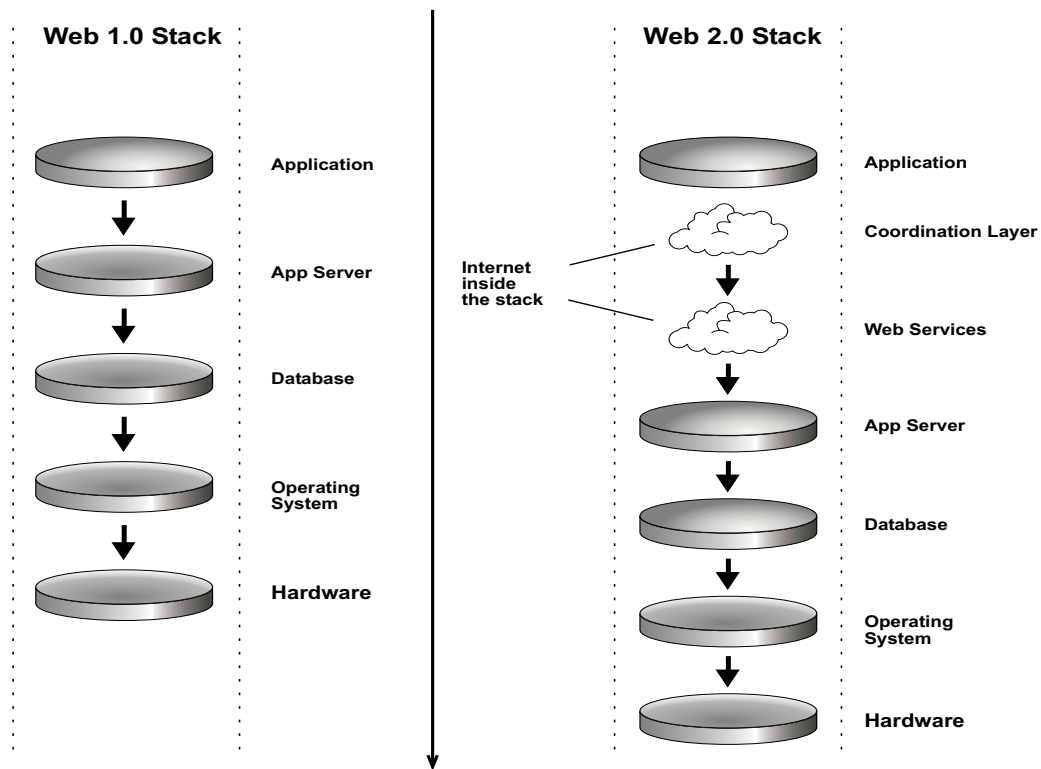 Web 1.0 Stack
Application
App Server
Database
Operating
System
Hardware
Internet
inside
the stack
Web 2.0 Stack
Application
Coordination Layer
Web Services
App Server
Database
Operating
System
Hardware